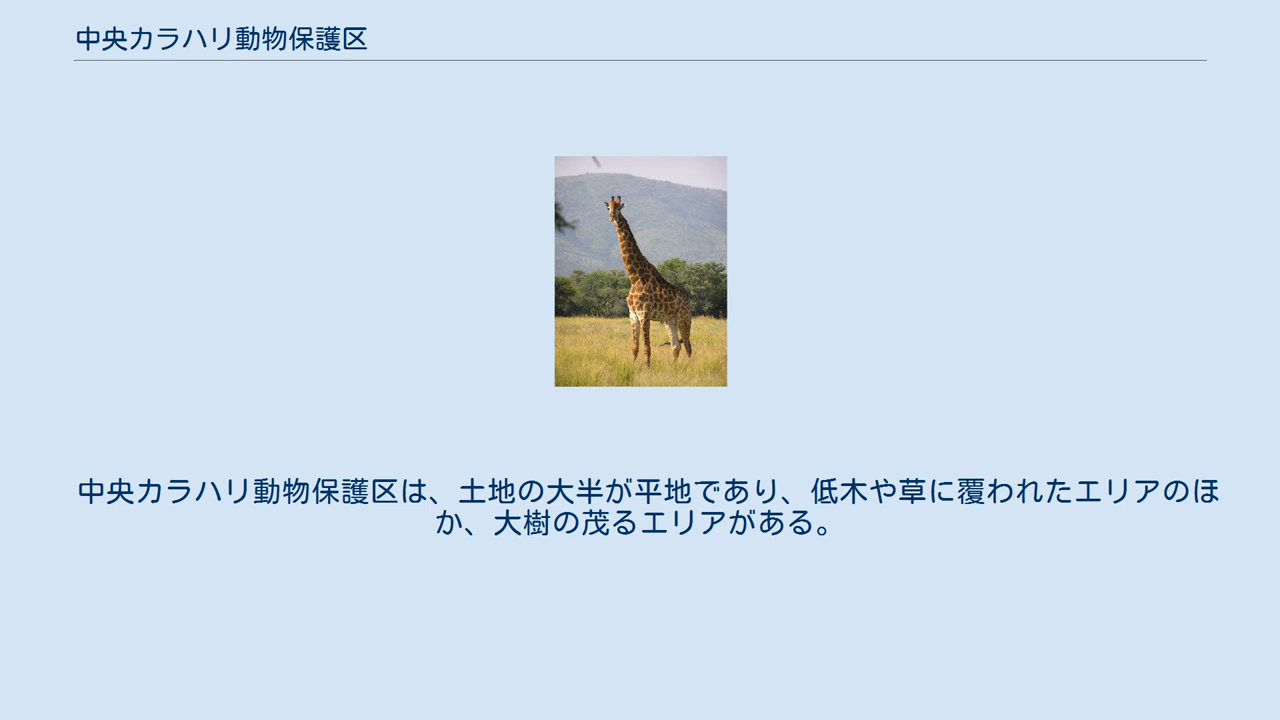 中央カラハリ動物保護区
中央カラハリ動物保護区は、土地の大半が平地であり、低木や草に覆われたエリアのほ
か、大樹の茂るエリアがある。